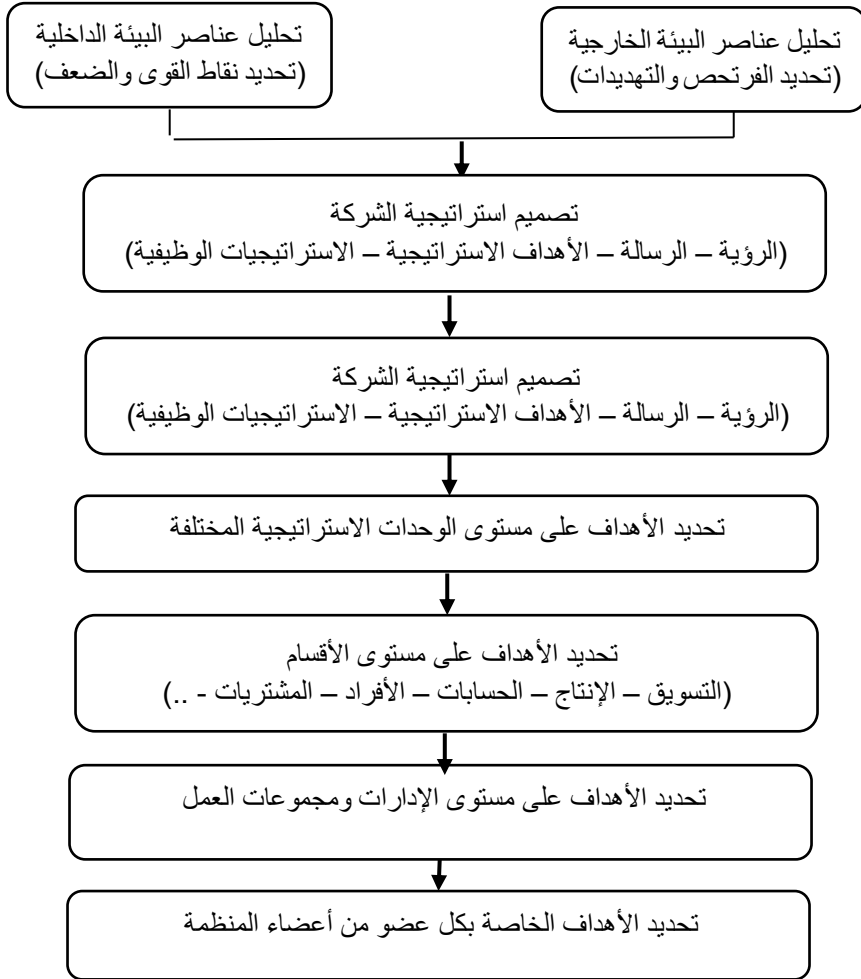 تحليل عناصر البيئة الخارجية
(تحديد الفرتحص والتهديدات)
تحليل عناصر البيئة الداخلية
(تحديد نقاط القوى والضعف)
تصميم استراتيجية الشركة
(الرؤية – الرسالة – الأهداف الاستراتيجية – الاستراتيجيات الوظيفية)
تصميم استراتيجية الشركة
(الرؤية – الرسالة – الأهداف الاستراتيجية – الاستراتيجيات الوظيفية)
تحديد الأهداف على مستوى الوحدات الاستراتيجية المختلفة
تحديد الأهداف على مستوى الأقسام
(التسويق – الإنتاج – الحسابات – الأفراد – المشتريات - ..)
تحديد الأهداف على مستوى الإدارات ومجموعات العمل
تحديد الأهداف الخاصة بكل عضو من أعضاء المنظمة